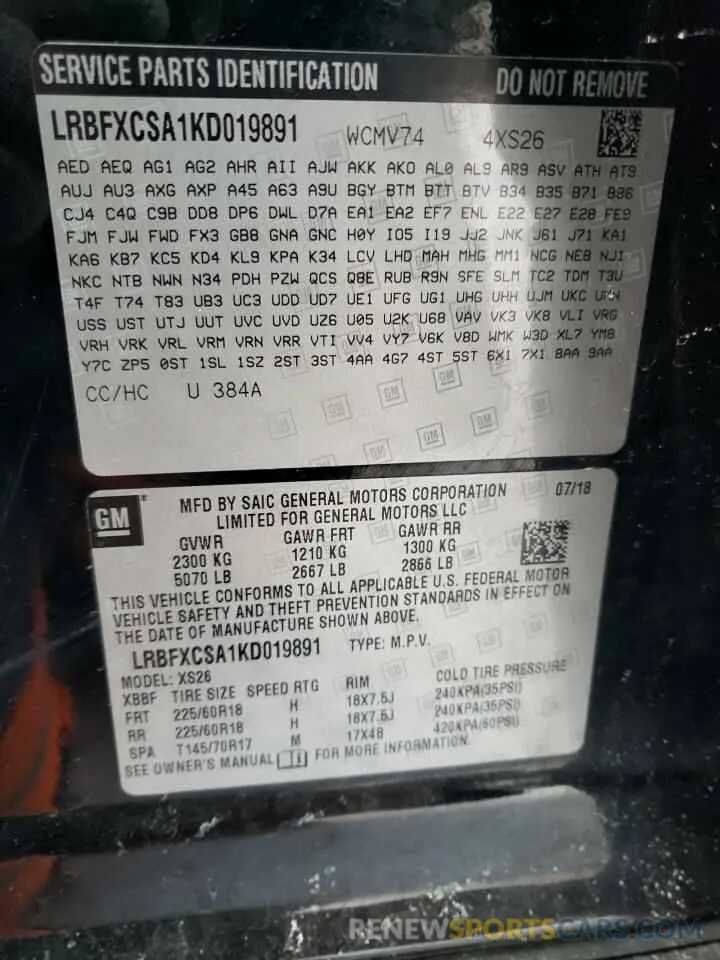 SERVICE PARTS IDENTIFICATION DO NOT REMOVE
LRBFXCSA1KD019891 WCMV74 4XS26
AED AEQ AG1 AG2 AHR AII AJW AKK AKO AL0 AL9 AR9 ASV ATH AT9
AUJ AU3 AXG AXP A45 A63 A9U BGY BTM BTT BTV B34 B35 B71 B86
CJ4 C4Q C9B DD8 DP6 DWL D7A EA1 EA2 EF7 ENL E22 E27 E28 FE9
FJM FJW FWD FX3 GB8 GNA GNC H0Y I05 I19 JJ2 JNK J61 J71 KA1
KA6 KB7 KC5 KD4 KL9 KPA K34 LCV LHD MAH MHG MM1 NCG NE8 NJ1
NKC NTB NWN N34 PDH PZW QCS Q8E RUB R9N SFE SLM TC2 TDM T3U
T4F T74 T83 UB3 UC3 UDD UD7 UE1 UFG UG1 UHG UHH UJM UKC
USS UST UTJ UUT UVC UVD UZ6 U05 U2K U68 VAV VK3 VK8 VLI VRG
VRH VRK VRL VRM VRN VRR VTI VV4 VY7 V6K V8D WMK W3D XL7 YM8
Y7C ZP5 0ST 1SL 1SZ 2ST 3ST 4AA 4G7 4ST 5ST 6X1 7X1 8AA 9AA
CC/HC U 384A
GM
MFD BY SAIC GENERAL MOTORS CORPORATION 07/18
LIMITED FOR GENERAL MOTORS LLC
GVWR GAWR FRT GAWR RR
2300 KG 1210 KG 1300 KG
5070 LB 2667 LB 2866 LB
THIS VEHICLE CONFORMS TO ALL APPLICABLE U.S. FEDERAL MOTOR
VEHICLE SAFETY AND THEFT PREVENTION STANDARDS IN EFFECT ON
THE DATE OF MANUFACTURE SHOWN ABOVE.
LRBFXCSA1KD019891 TYPE: M.P.V.
MODEL: XS26
XBBF TIRE SIZE SPEED RTG RIM COLD TIRE PRESSURE
FRT 225/60R18 H 18X7.5J 240KPA(35PSI)
RR 225/60R18 H 18X7.5J 240KPA(35PSI)
SPA T145/70R17 M 17X4B 420KPA(60PSI)
SEE OWNER'S MANUAL FOR MORE INFORMATION.
RENEWSPORTSCARS.COM